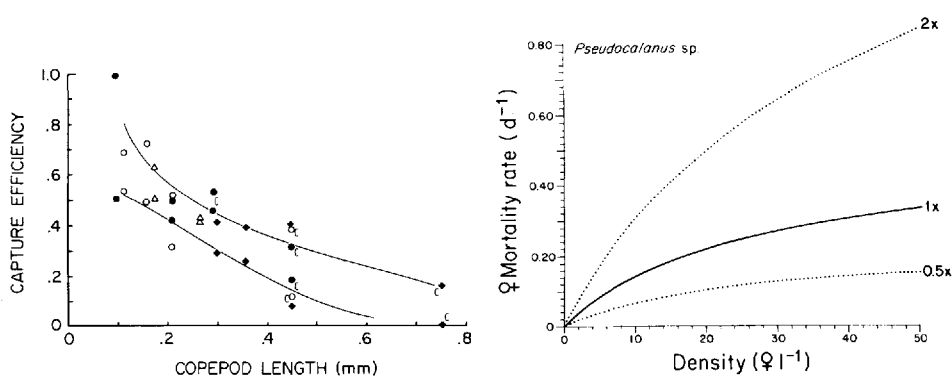 CAPTURE EFFICIENCY
1.0
.8
.6
.4
.2
0
0
.2
.4
.6
.8
COPEPOD LENGTH (mm)
♀ Mortality rate (d⁻¹)
0.80
0.60
0.40
0.20
0
Pseudocalanus sp.
2x
1x
0.5x
0
10
20
30
40
50
Density (♀ l⁻¹)